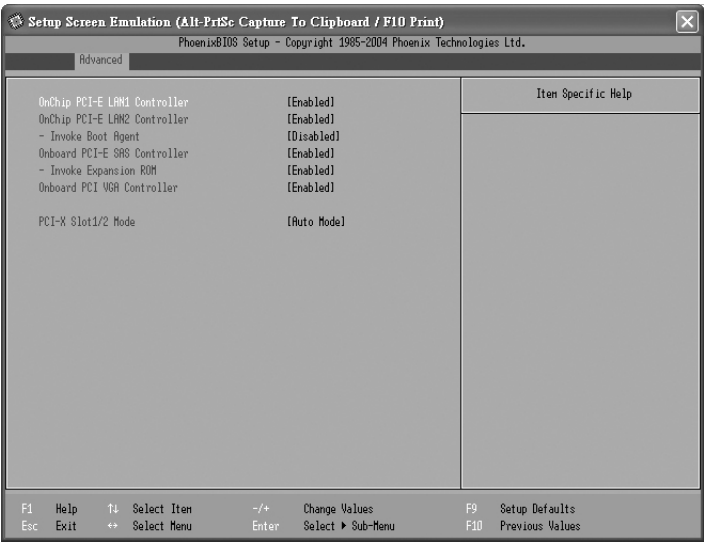 Setup Screen Emulation (Alt-PrtSc Capture To Clipboard / F10 Print)
PhoenixBIOS Setup - Copyright 1985-2004 Phoenix Technologies Ltd.
Advanced
Item Specific Help
OnChip PCI-E LAN1 Controller [Enabled]
OnChip PCI-E LAN2 Controller [Enabled]
- Invoke Boot Agent [Disabled]
Onboard PCI-E SAS Controller [Enabled]
- Invoke Expansion ROM [Enabled]
Onboard PCI VGA Controller [Enabled]
PCI-X Slot1/2 Mode [Auto Mode]
F1 Help ↑↓ Select Item -/+ Change Values F9 Setup Defaults
Esc Exit ↔ Select Menu Enter Select ▶ Sub-Menu F10 Previous Values